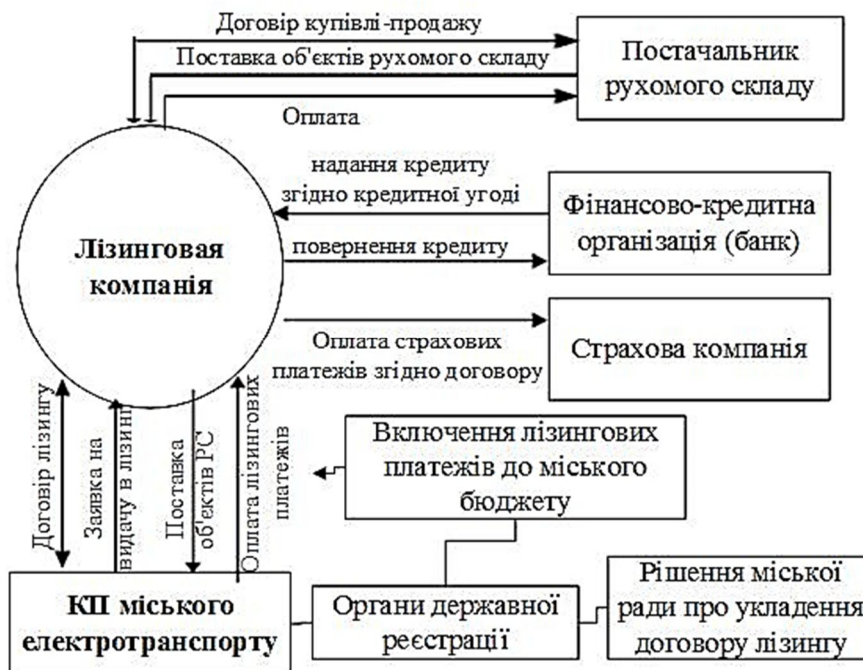 Договір купівлі-продажу
Поставка об'єктів рухомого складу
Оплата
Постачальник
рухомого складу
надання кредиту
згідно кредитної угоді
повернення кредиту
Фінансово-кредитна
організація (банк)
Лізинговая
компанія
Оплата страхових
платежів згідно договору
Страхова компанія
Договір лізингу
Заявка на
видачу в лізинг
Поставка
об'єктів РС
Оплата лізингових
платежів
Включення лізингових
платежів до міського
бюджету
КП міського
електротранспорту
Органи державної
реєстрації
Рішення міської
ради про укладення
договору лізингу